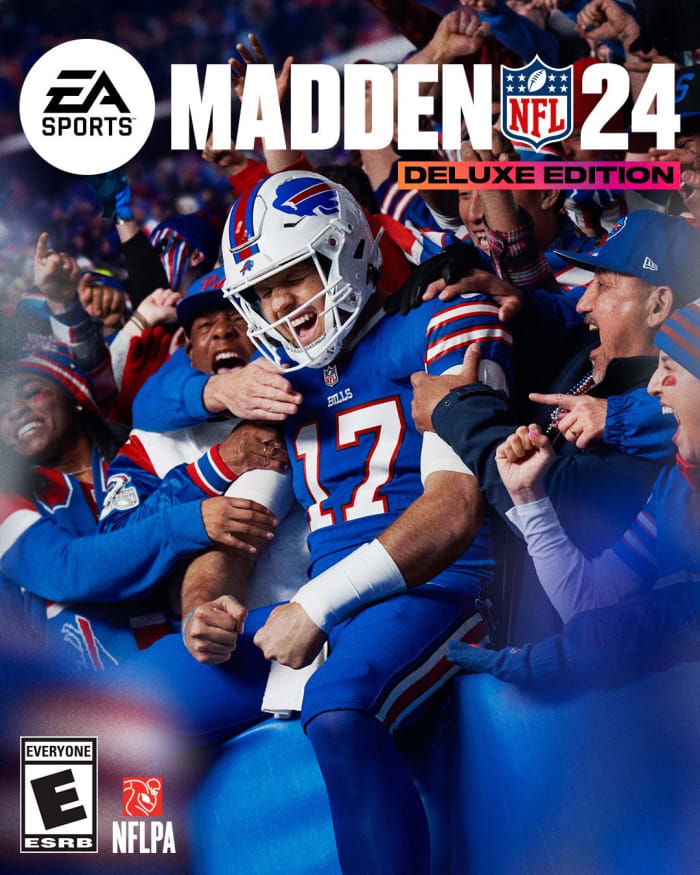 EA
SPORTS
MADDEN NFL 24
DELUXE EDITION
BILLS
17
EVERYONE
E
ESRB
NFLPA